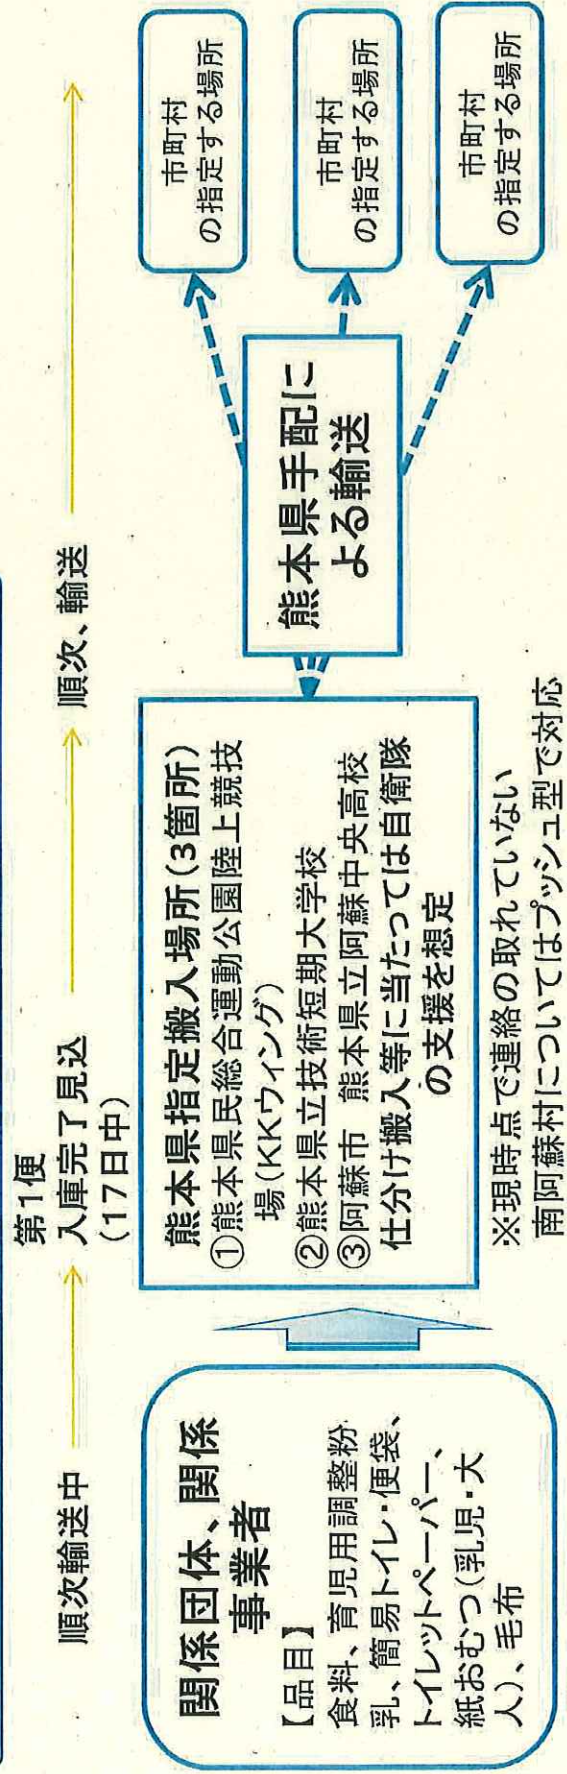 順次輸送中
第1便
入庫完了見込
(17日中)
順次、輸送
関係団体、関係
事業者
【品目】
食料、育児用調整粉
乳、簡易トイレ・便袋、
トイレットペーパー、
紙おむつ(乳児・大
人)、毛布
熊本県指定搬入場所(3箇所)
①熊本県民総合運動公園陸上競技
場(KKウィング)
②熊本県立技術短期大学校
③阿蘇市 熊本県立阿蘇中央高校
仕分け搬入等に当たっては自衛隊
の支援を想定
※現時点で連絡の取れていない
南阿蘇村についてはプッシュ型で対応
熊本県手配に
よる輸送
市町村
の指定する場所
市町村
の指定する場所
市町村
の指定する場所